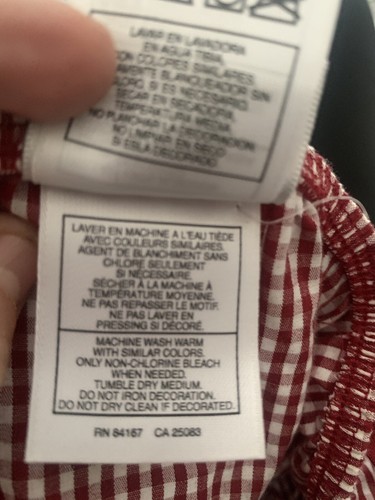 LAVAR EN LAVADORA
EN AGUA TIBIA,
CON COLORES SIMILARES.
BLANQUEADOR SIN
CLORO, SI ES NECESARIO.
SECAR EN SECADORA,
TEMPERATURA MEDIA.
NO PLANCHAR LA DECORACION.
NO LIMPIAR EN SECO
SI ESTA DECORADO.
LAVER EN MACHINE A L'EAU TIÈDE
AVEC COULEURS SIMILAIRES.
AGENT DE BLANCHIMENT SANS
CHLORE SEULEMENT
SI NÉCESSAIRE.
SÉCHER À LA MACHINE À
TEMPÉRATURE MOYENNE.
NE PAS REPASSER LE MOTIF.
NE PAS LAVER EN
PRESSING SI DÉCORÉ.
MACHINE WASH WARM
WITH SIMILAR COLORS.
ONLY NON-CHLORINE BLEACH
WHEN NEEDED.
TUMBLE DRY MEDIUM.
DO NOT IRON DECORATION.
DO NOT DRY CLEAN IF DECORATED.
RN 84167 CA 25083